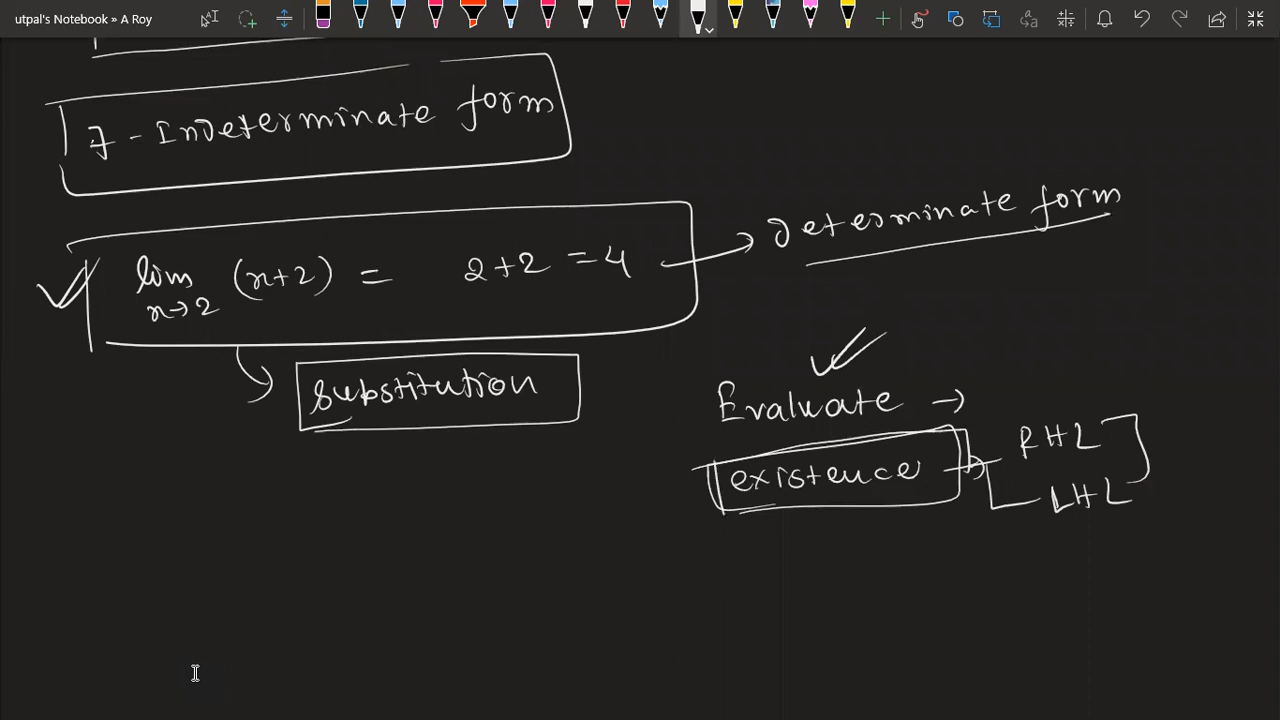 utpal's Notebook » A Roy
7 - Indeterminate form
lim (x+2) = 2+2 = 4 → Determinate form
x→2
substitution
Evaluate →
existence → RHL
LHL